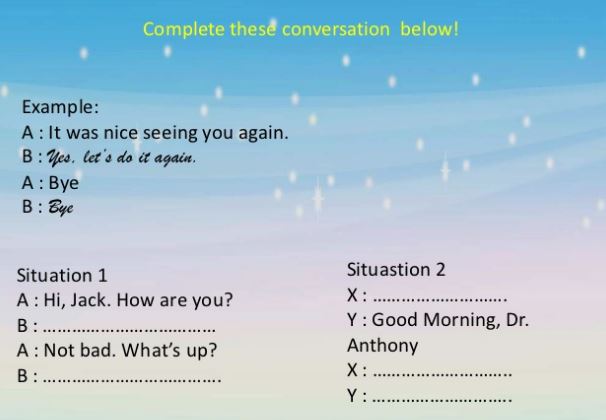 Complete these conversation  below!
Example:
A : It was nice seeing you again.
B : Yes, let's do it again.
A : Bye
B : Bye
Situation 1
A : Hi, Jack. How are you?
B : ………………………………
A : Not bad. What's up?
B : ……………………………….
Situastion 2
X : ……………………….
Y : Good Morning, Dr.
Anthony
X : ………………………..
Y : ………………………..